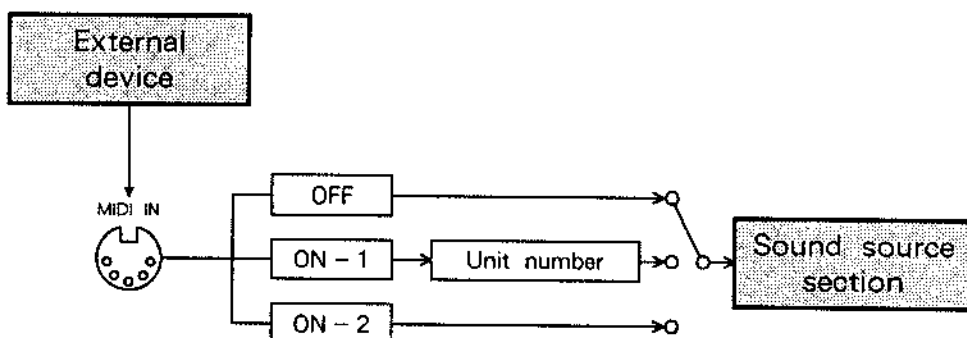 External
device
MIDI IN
OFF
ON - 1
Unit number
ON - 2
Sound source
section